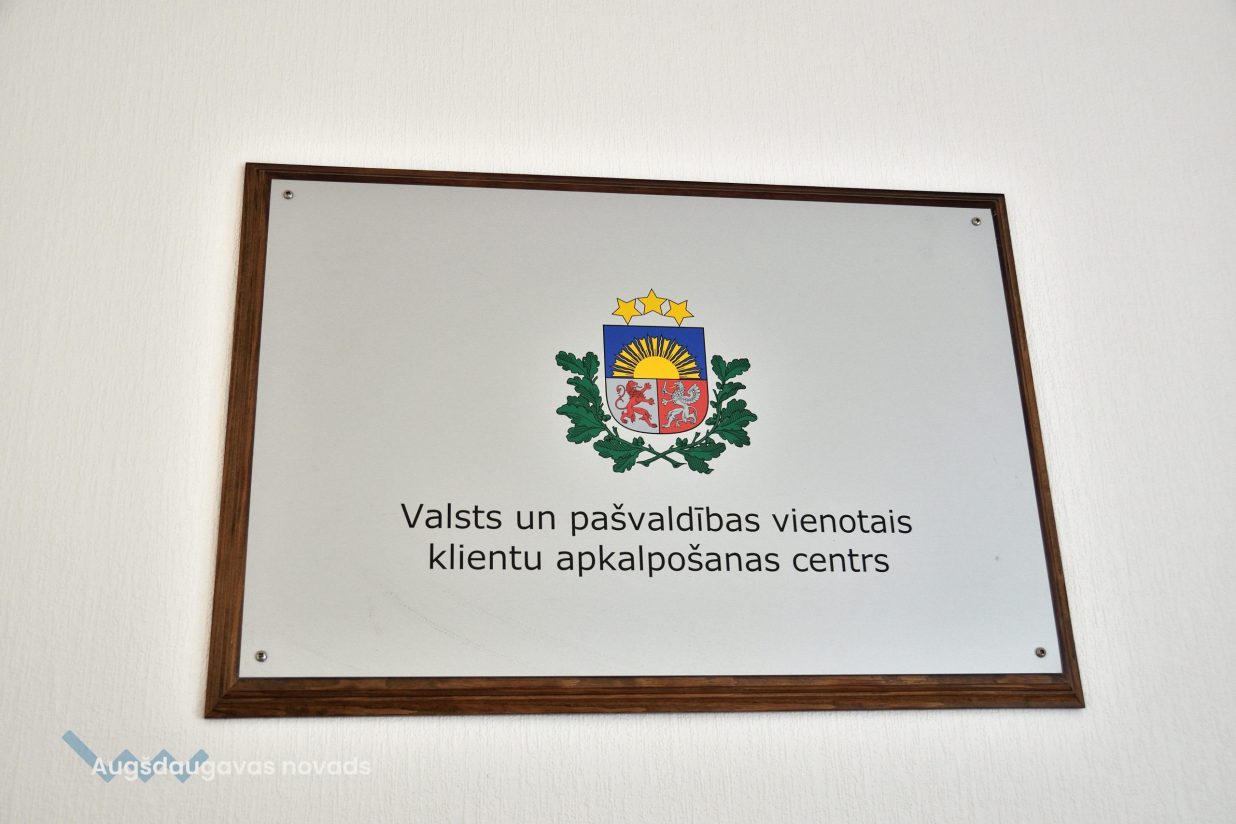 Valsts un pašvaldības vienotais
klientu apkalpošanas centrs
Augšdaugavas novads